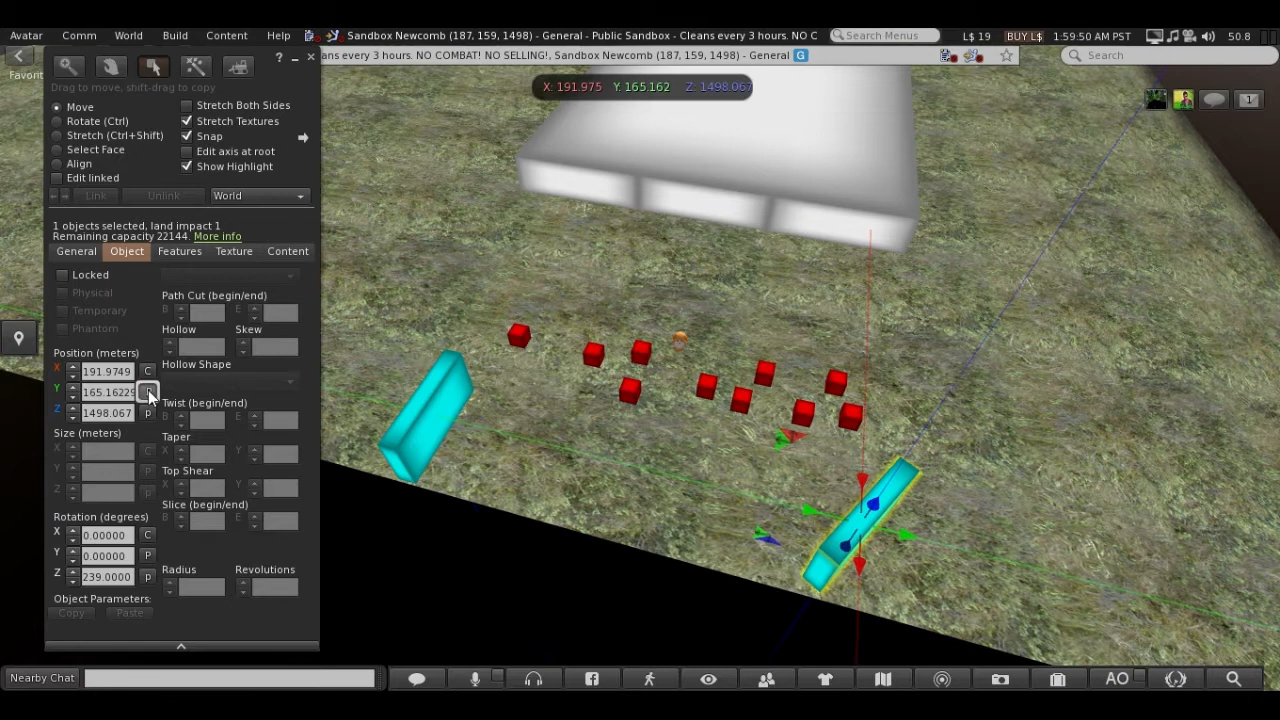 Avatar Comm World Build Content Help Sandbox Newcomb (187, 159, 1498) - General - Public Sandbox - Cleans every 3 hours. NO C Search Menus L$ 19 BUY L$ 1:59:50 AM PST 50.8
Favorit
ans every 3 hours. NO COMBAT! NO SELLING!, Sandbox Newcomb (187, 159, 1498) - General G Search
? X: 191.975 Y: 165.162 Z: 1498.067
Drag to move, shift-drag to copy
1
Move Stretch Both Sides
Rotate (Ctrl) Stretch Textures
Stretch (Ctrl+Shift) Snap
Select Face Edit axis at root
Align Show Highlight
Edit linked
Link Unlink World
1 objects selected, land impact 1
Remaining capacity 22144. More info
General Object Features Texture Content
Locked
Physical Path Cut (begin/end)
Temporary B E
Phantom Hollow Skew
Position (meters) Hollow Shape
X 191.9749 C
Y 165.16229
Z 1498.067 p Twist (begin/end)
B E
Size (meters) Taper
X C X Y
Y p Top Shear
Z p X Y
Slice (begin/end)
Rotation (degrees) B E
X 0.00000 C
Y 0.00000 P
Z 239.0000 p Radius Revolutions
Object Parameters:
Copy Paste
Nearby Chat AO